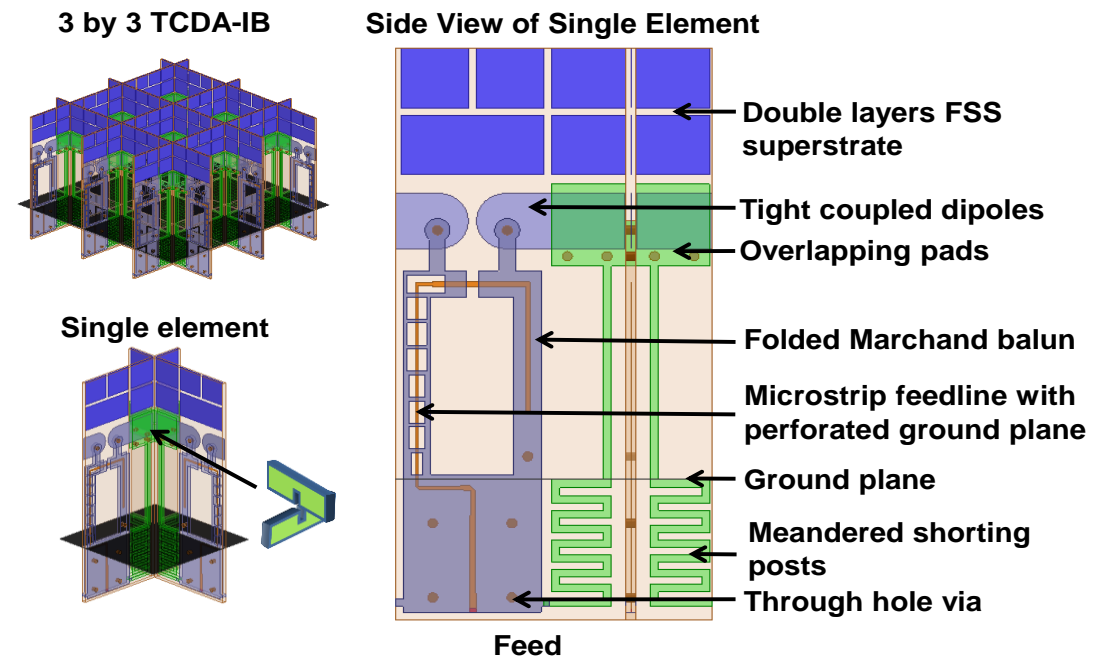 3 by 3 TCDA-IB
Side View of Single Element
Double layers FSS
superstrate
Tight coupled dipoles
Overlapping pads
Single element
Folded Marchand balun
Microstrip feedline with
perforated ground plane
Ground plane
Meandered shorting
posts
Through hole via
Feed